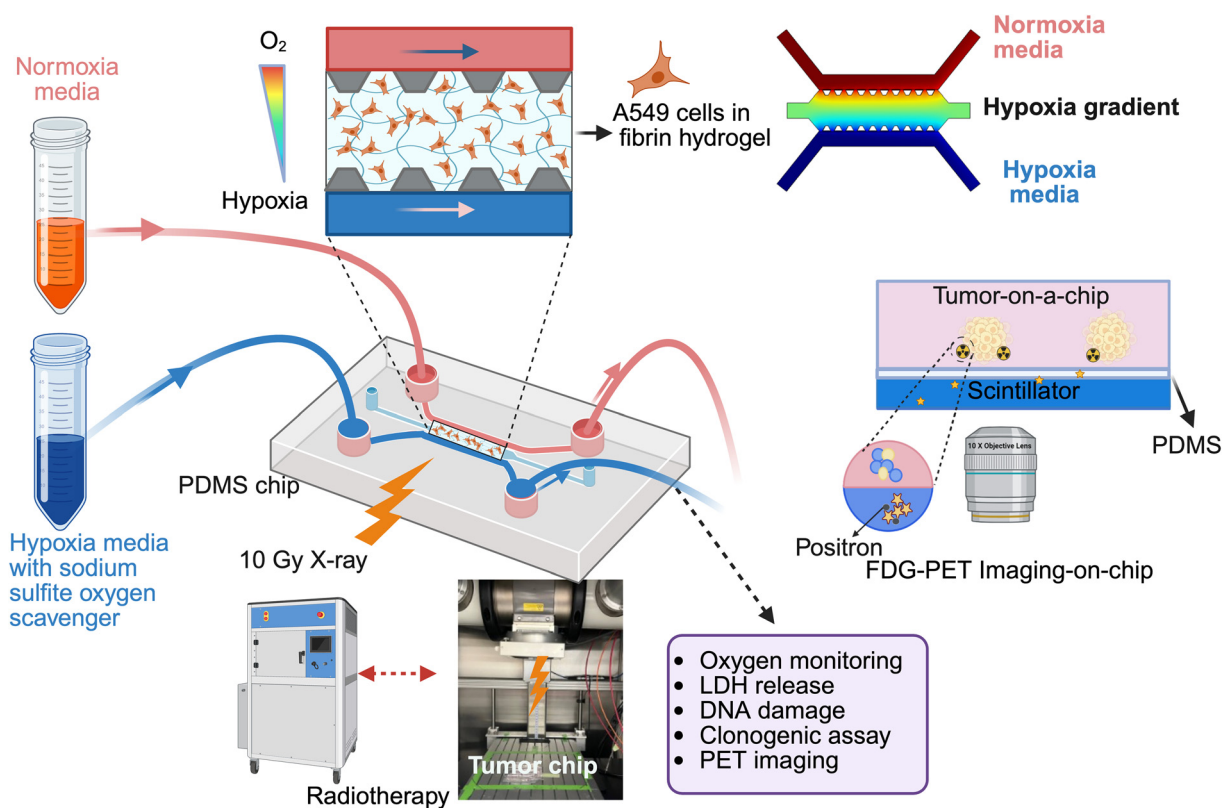 O₂
Normoxia
media
Hypoxia
A549 cells in
fibrin hydrogel
Normoxia
media
Hypoxia gradient
Hypoxia
media
Tumor-on-a-chip
Scintillator
PDMS
10 X Objective Lens
Positron
FDG-PET Imaging-on-chip
PDMS chip
10 Gy X-ray
Hypoxia media
with sodium
sulfite oxygen
scavenger
Tumor chip
Radiotherapy
• Oxygen monitoring
• LDH release
• DNA damage
• Clonogenic assay
• PET imaging